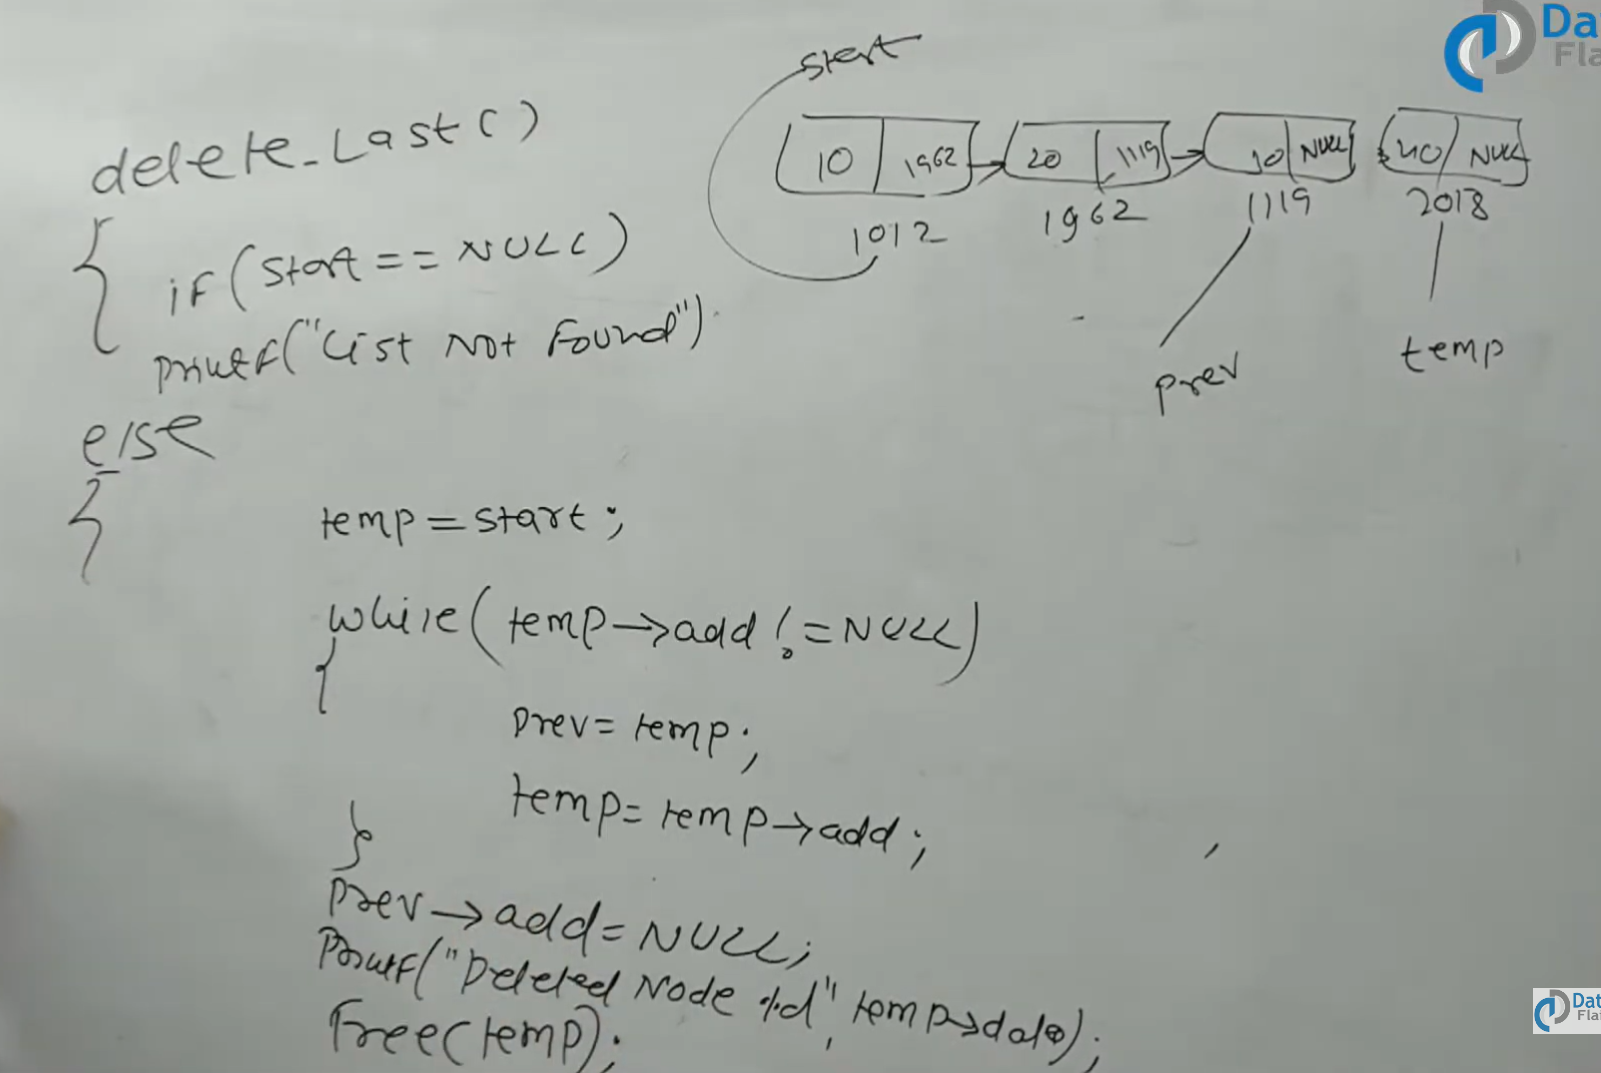 Da
Fla
start
delete_Last()
10 1962 20 1119 30 NULL 40 NULL
1012 1962 1119 2018
{
if(start==NULL)
printf("List Not Found")
prev temp
else
{
temp=start;
while(temp→add!=NULL)
{
prev=temp;
temp=temp→add;
}
prev→add=NULL;
Printf("Deleted Node %d", temp→data);
Free(temp);
Dat
Flai